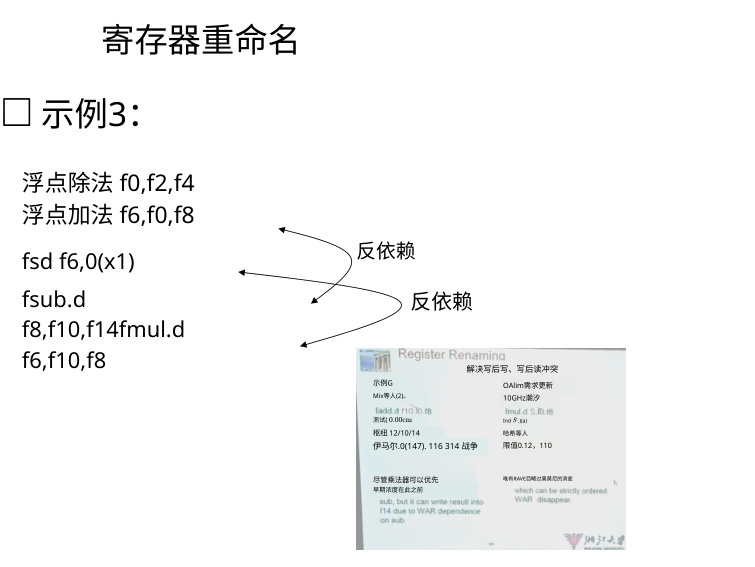 寄存器重命名
□ 示例3：
浮点除法 f0,f2,f4
浮点加法 f6,f0,f8
fsd f6,0(x1)
fsub.d
f8,f10,f14fmul.d
f6,f10,f8
反依赖
反依赖
Register Renaming
解决写后写、写后读冲突
示例G
Mix等人(2)。
fadd.d f10,f0,f8
测试( 0.00cm
枢纽 12/10/14
伊马尔.0(147). 116 314 战争
OAlim需求更新
10GHz潮汐
fmul.d S,f0,f8
哈希等人
限值0.12，110
尽管乘法器可以优先
早期浓度在此之前
sub, but it can write result into
f14 due to WAR dependence
on sub.
which can be strictly ordered.
WAR disappear.
浙江大学